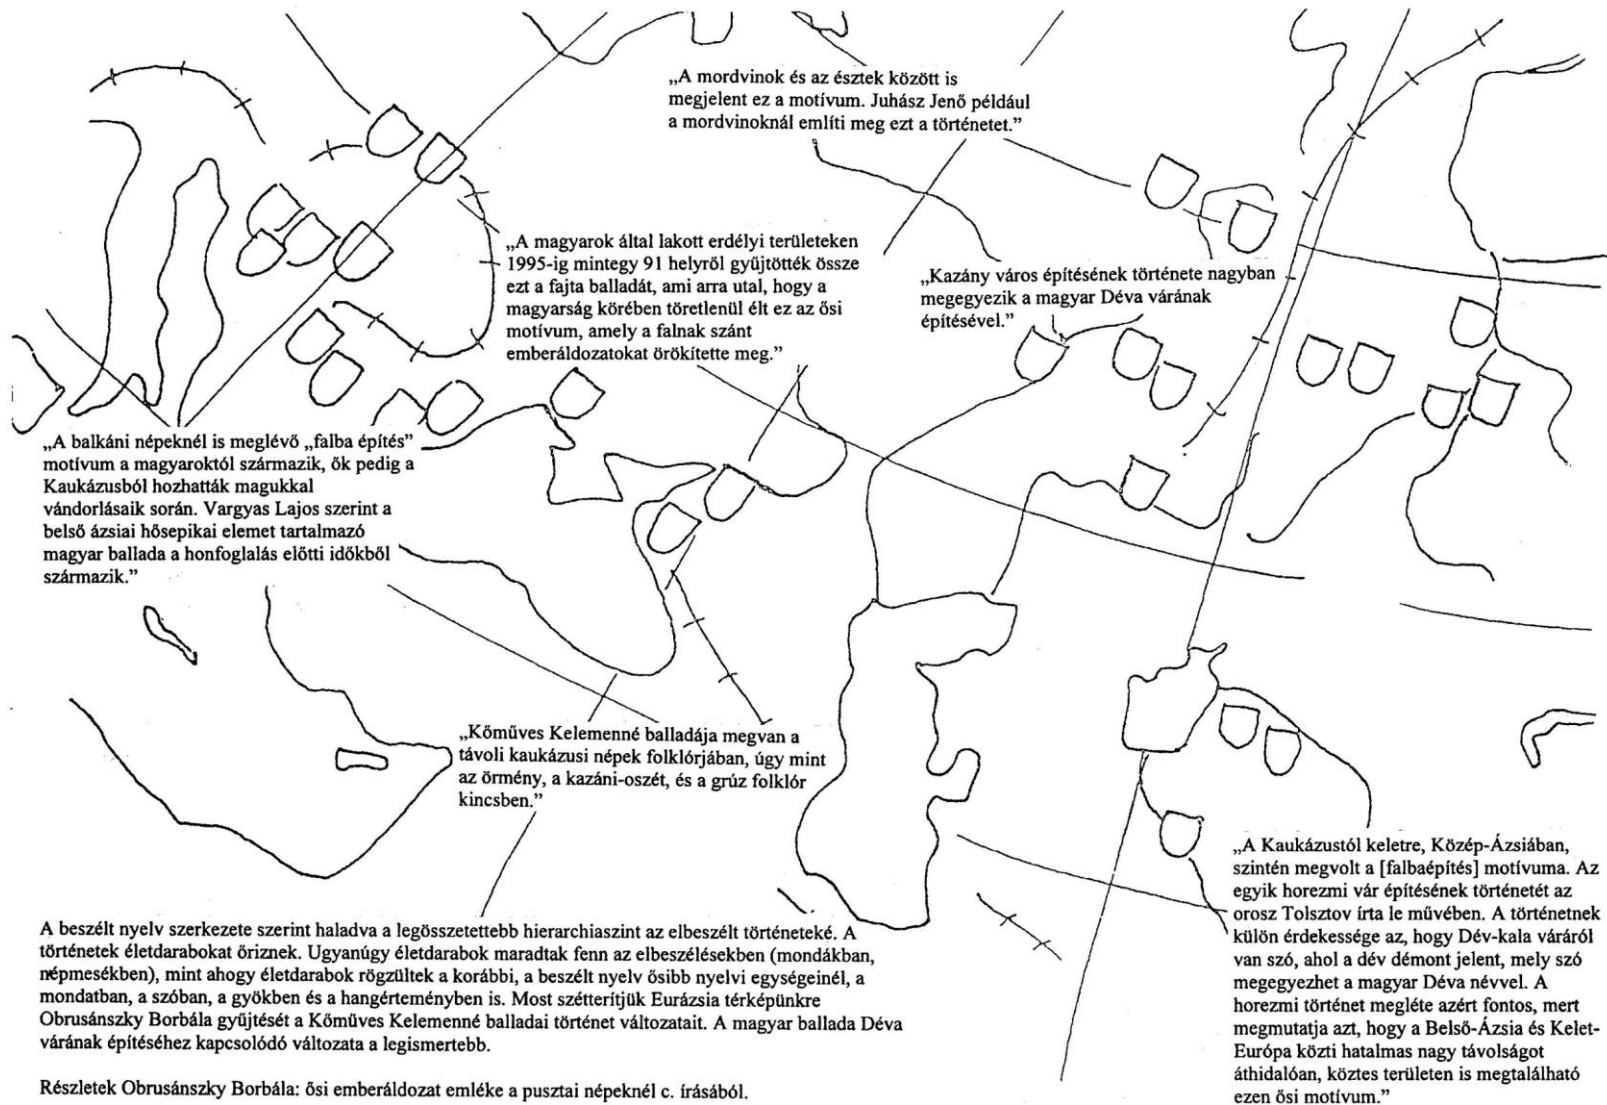 „A mordvinok és az észtek között is
megjelent ez a motívum. Juhász Jenő például
a mordvinoknál említi meg ezt a történetet.”
„A magyarok által lakott erdélyi területeken
1995-ig mintegy 91 helyről gyűjtötték össze
ezt a fajta balladát, ami arra utal, hogy a
magyarság körében töretlenül élt ez az ősi
motívum, amely a falnak szánt
emberáldozatokat örökítette meg.”
„Kazány város építésének története nagyban
megegyezik a magyar Déva várának
építésével.”
„A balkáni népeknél is meglévő „falba építés”
motívum a magyaroktól származik, ők pedig a
Kaukázusból hozhatták magukkal
vándorlásaik során. Vargyas Lajos szerint a
belső ázsiai hősepikai elemet tartalmazó
magyar ballada a honfoglalás előtti időkből
származik.”
„Kőműves Kelemenné balladája megvan a
távoli kaukázusi népek folklórjában, úgy mint
az örmény, a kazáni-oszét, és a grúz folklór
kincsben.”
„A Kaukázustól keletre, Közép-Ázsiában,
szintén megvolt a [falbaépítés] motívuma. Az
egyik horezmi vár építésének történetét az
orosz Tolsztov írta le művében. A történetnek
külön érdekessége az, hogy Dév-kala váráról
van szó, ahol a dév démont jelent, mely szó
megegyezhet a magyar Déva névvel. A
horezmi történet megléte azért fontos, mert
megmutatja azt, hogy a Belső-Ázsia és Kelet-
Európa közti hatalmas nagy távolságot
áthidalóan, köztes területen is megtalálható
ezen ősi motívum.”
A beszélt nyelv szerkezete szerint haladva a legösszetettebb hierarchiaszint az elbeszélt történeteké. A
történetek életdarabokat őriznek. Ugyanúgy életdarabok maradtak fenn az elbeszélésekben (mondákban,
népmesékben), mint ahogy életdarabok rögzültek a korábbi, a beszélt nyelv ősibb nyelvi egységeinél, a
mondatban, a szóban, a gyökben és a hangérteményben is. Most szétterítjük Eurázsia térképünkre
Obrusánszky Borbála gyűjtését a Kőműves Kelemenné balladai történet változatait. A magyar ballada Déva
várának építéséhez kapcsolódó változata a legismertebb.
Részletek Obrusánszky Borbála: ősi emberáldozat emléke a pusztai népeknél c. írásából.